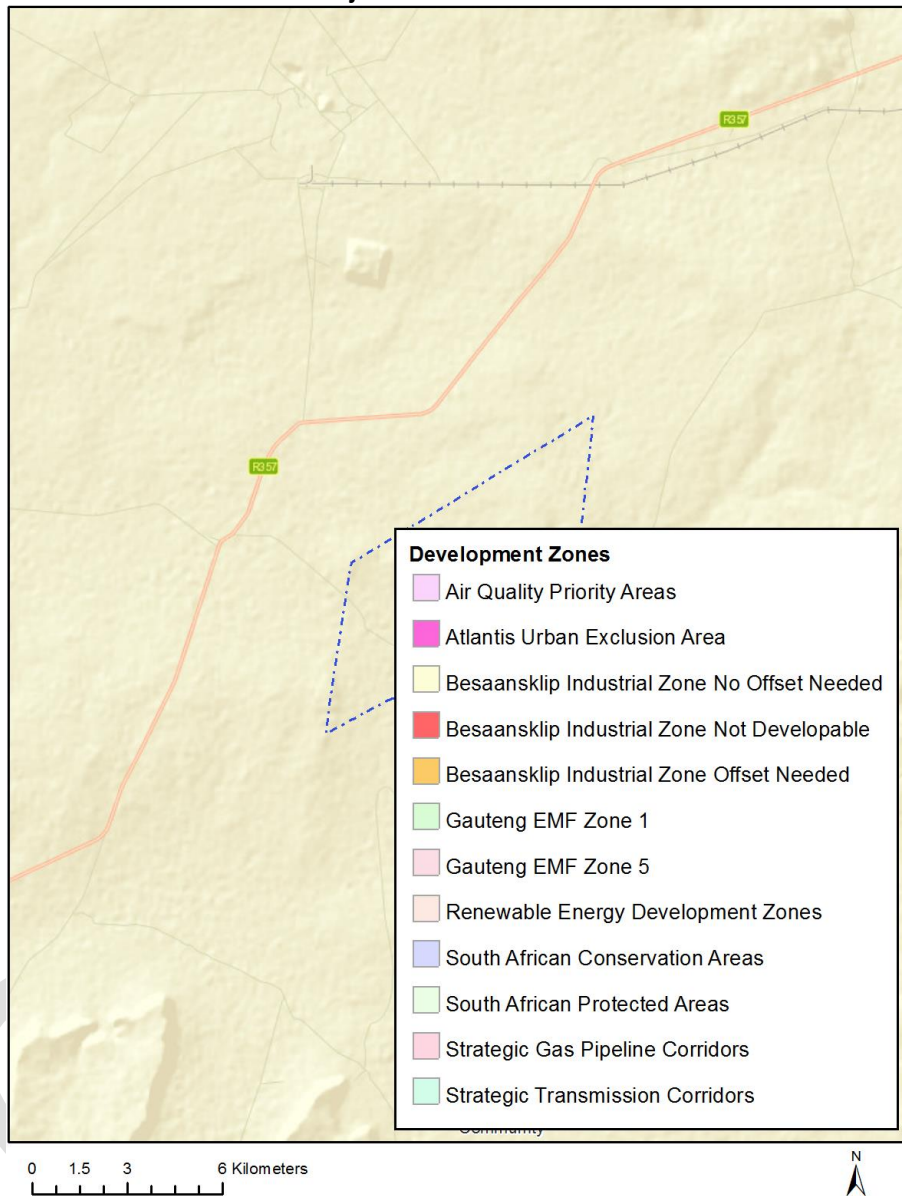 R357
R357
Development Zones
Air Quality Priority Areas
Atlantis Urban Exclusion Area
Besaansklip Industrial Zone No Offset Needed
Besaansklip Industrial Zone Not Developable
Besaansklip Industrial Zone Offset Needed
Gauteng EMF Zone 1
Gauteng EMF Zone 5
Renewable Energy Development Zones
South African Conservation Areas
South African Protected Areas
Strategic Gas Pipeline Corridors
Strategic Transmission Corridors
Community
0 1.5 3 6 Kilometers
N